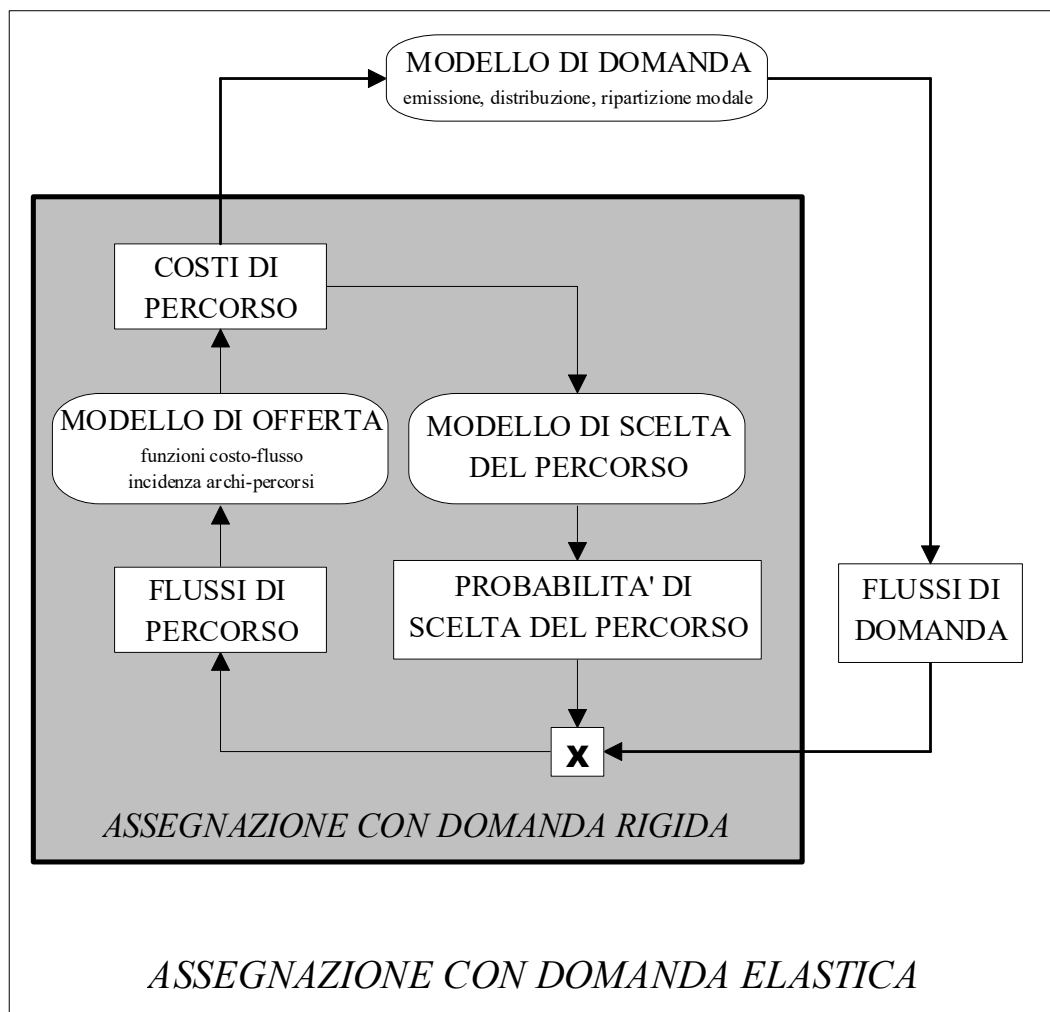 MODELLO DI DOMANDA
emissione, distribuzione, ripartizione modale
COSTI DI
PERCORSO
MODELLO DI OFFERTA
funzioni costo-flusso
incidenza archi-percorsi
MODELLO DI SCELTA
DEL PERCORSO
FLUSSI DI
PERCORSO
PROBABILITA' DI
SCELTA DEL PERCORSO
FLUSSI DI
DOMANDA
x
ASSEGNAZIONE CON DOMANDA RIGIDA
ASSEGNAZIONE CON DOMANDA ELASTICA